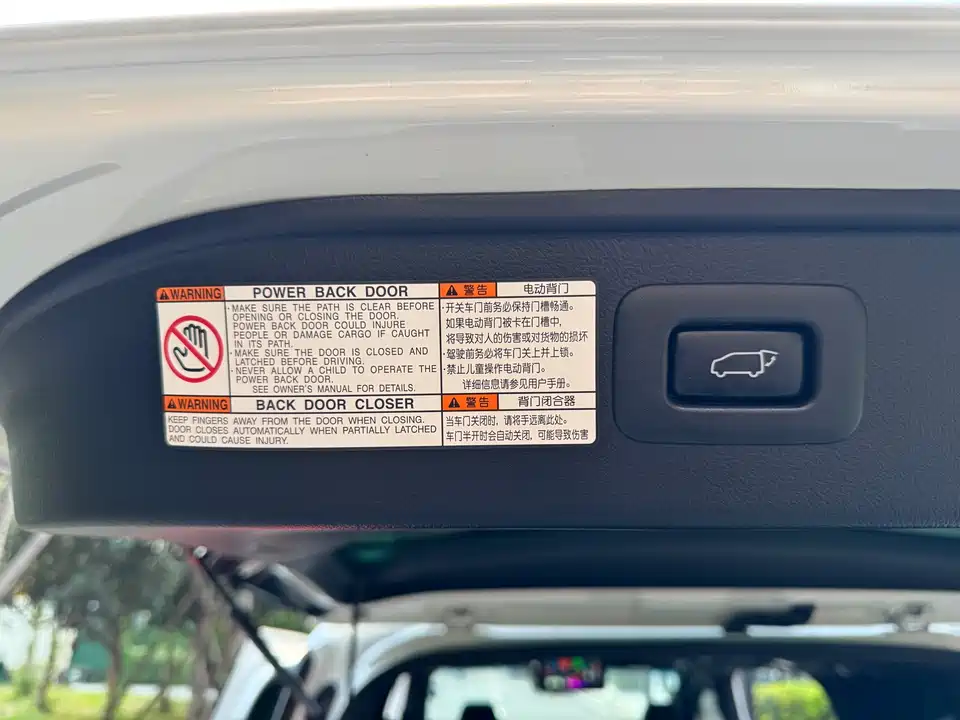 WARNING POWER BACK DOOR
·MAKE SURE THE PATH IS CLEAR BEFORE
OPENING OR CLOSING THE DOOR.
POWER BACK DOOR COULD INJURE
PEOPLE OR DAMAGE CARGO IF CAUGHT
IN ITS PATH.
·MAKE SURE THE DOOR IS CLOSED AND
LATCHED BEFORE DRIVING.
·NEVER ALLOW A CHILD TO OPERATE THE
POWER BACK DOOR.
SEE OWNER'S MANUAL FOR DETAILS.
警告 电动背门
·开关车门前务必保持门槽畅通。
如果电动背门被卡在门槽中,
将导致对人的伤害或对货物的损坏
·驾驶前务必将车门关上并上锁。
·禁止儿童操作电动背门。
详细信息请参见用户手册。
WARNING BACK DOOR CLOSER
KEEP FINGERS AWAY FROM THE DOOR WHEN CLOSING.
DOOR CLOSES AUTOMATICALLY WHEN PARTIALLY LATCHED
AND COULD CAUSE INJURY.
警告 背门闭合器
当车门关闭时, 请将手远离此处。
车门半开时会自动关闭, 可能导致伤害